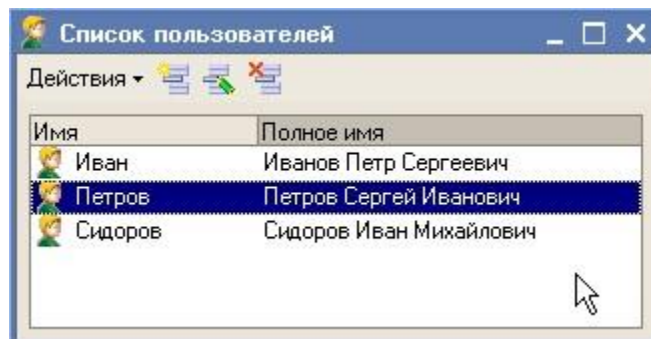 Список пользователей
Действия
Имя Полное имя
Иван Иванов Петр Сергеевич
Петров Петров Сергей Иванович
Сидоров Сидоров Иван Михайлович